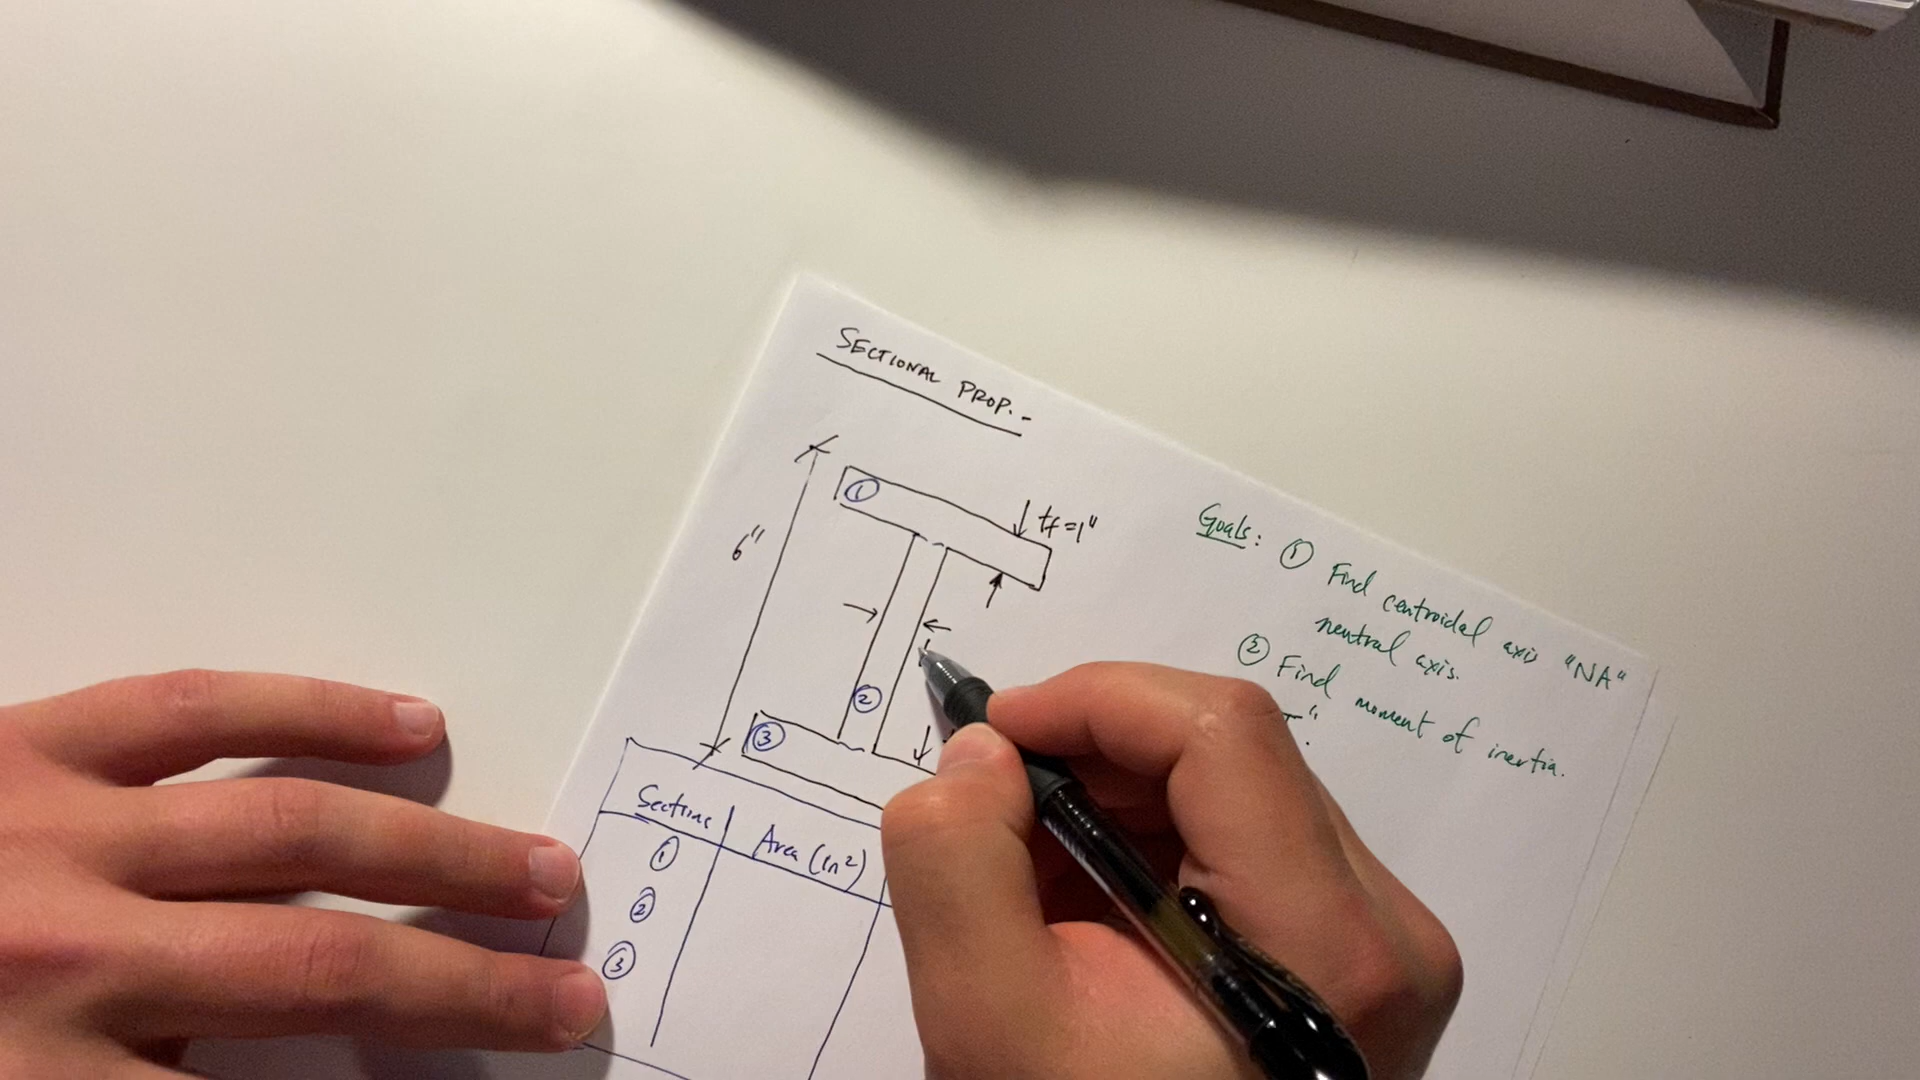 SECTIONAL PROP.-
①
tf=1"
6"
②
③
Goals: ① Find centroidal axis "NA"
neutral axis.
② Find moment of inertia.
Sections
Area (in²)
①
②
③